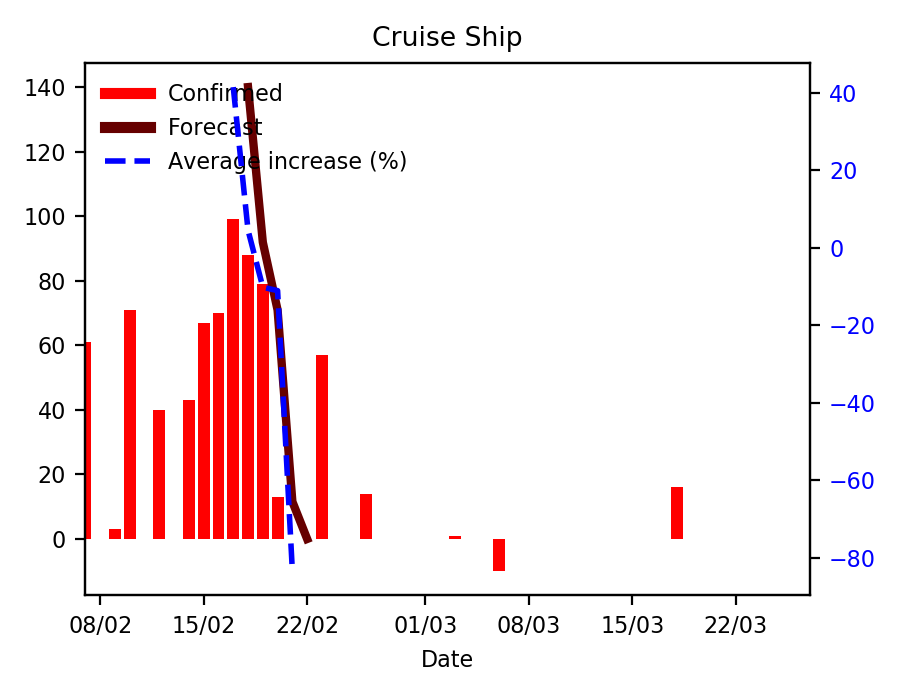 Cruise Ship
Confirmed
Forecast
Average increase (%)
140
120
100
80
60
40
20
0
40
20
0
−20
−40
−60
−80
08/02 15/02 22/02 01/03 08/03 15/03 22/03
Date